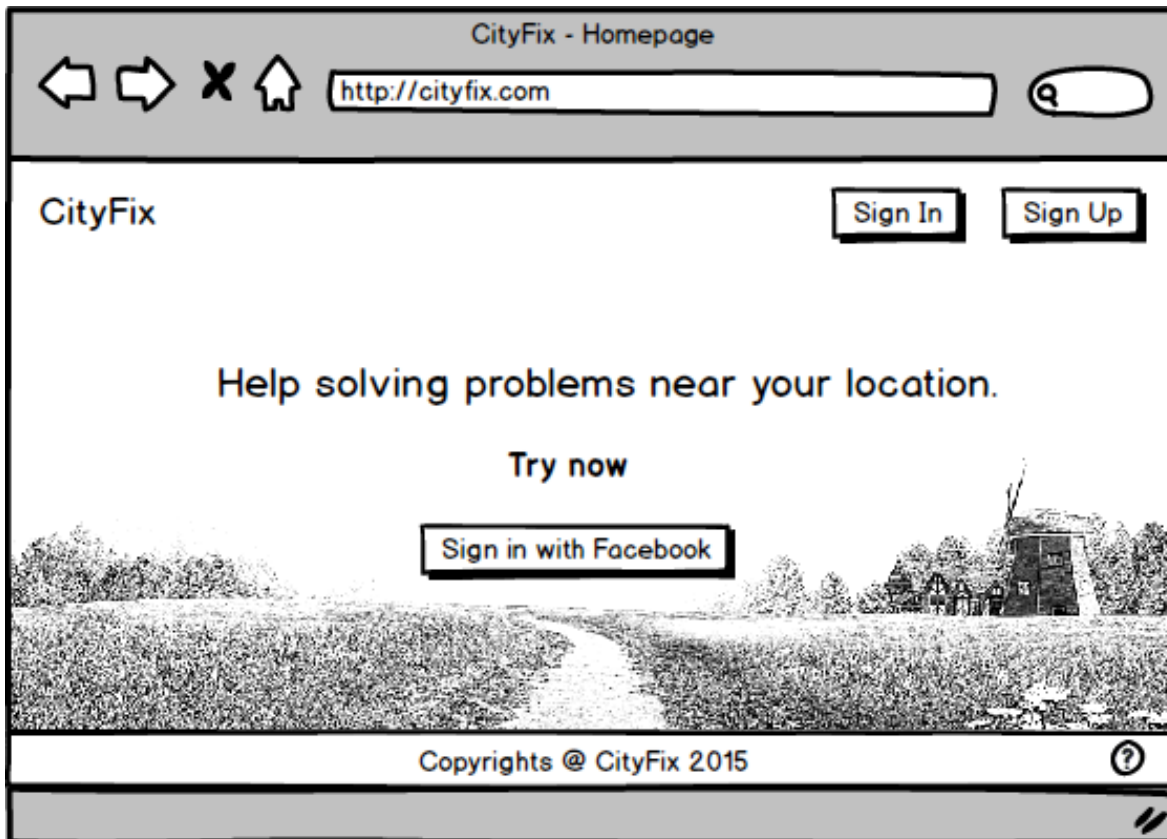 CityFix - Homepage
http://cityfix.com
CityFix
Sign In
Sign Up
Help solving problems near your location.
Try now
Sign in with Facebook
Copyrights @ CityFix 2015
?